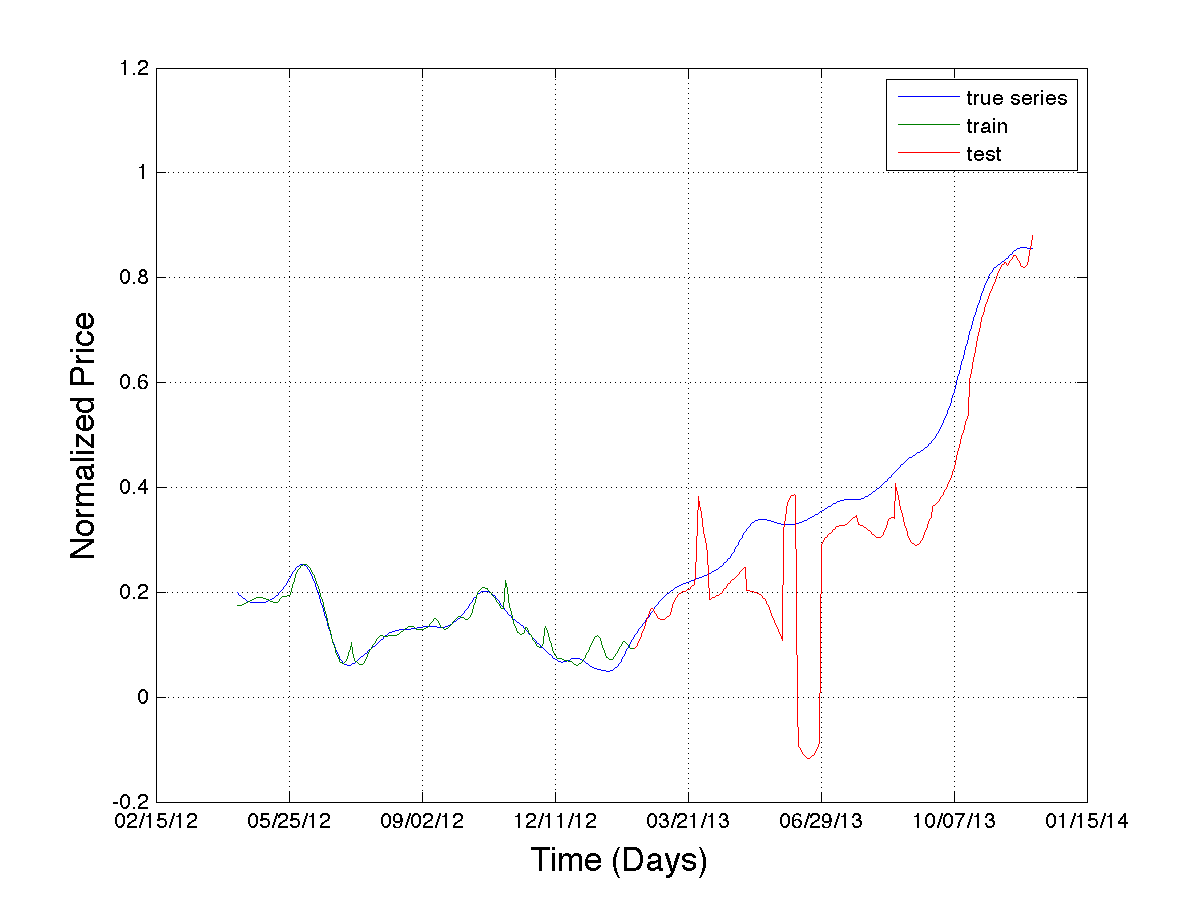 1.2
1
0.8
0.6
0.4
0.2
0
-0.2
Normalized Price
true series
train
test
02/15/12 05/25/12 09/02/12 12/11/12 03/21/13 06/29/13 10/07/13 01/15/14
Time (Days)